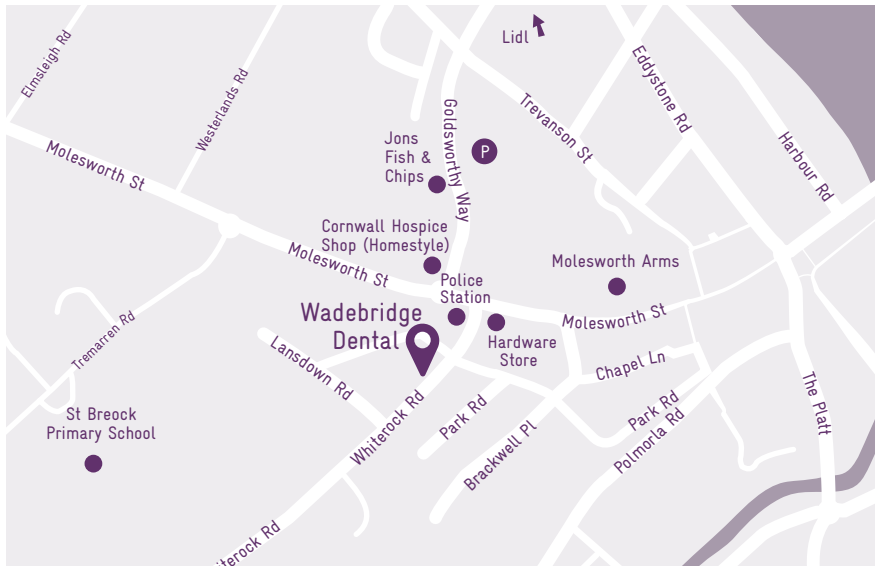 Lidl
Elmsleigh Rd
Westerlands Rd
Eddystone Rd
Goldsworthy Way
Trevanson St
Harbour Rd
Jons
Fish &
Chips
P
Molesworth St
Cornwall Hospice
Shop (Homestyle)
Molesworth St
Molesworth Arms
Police
Station
Wadebridge
Dental
Molesworth St
Hardware
Store
Tremarren Rd
Lansdown Rd
Chapel Ln
The Platt
Park Rd
Park Rd
Polmorla Rd
Whiterock Rd
Brackwell Pl
St Breock
Primary School
iterock Rd